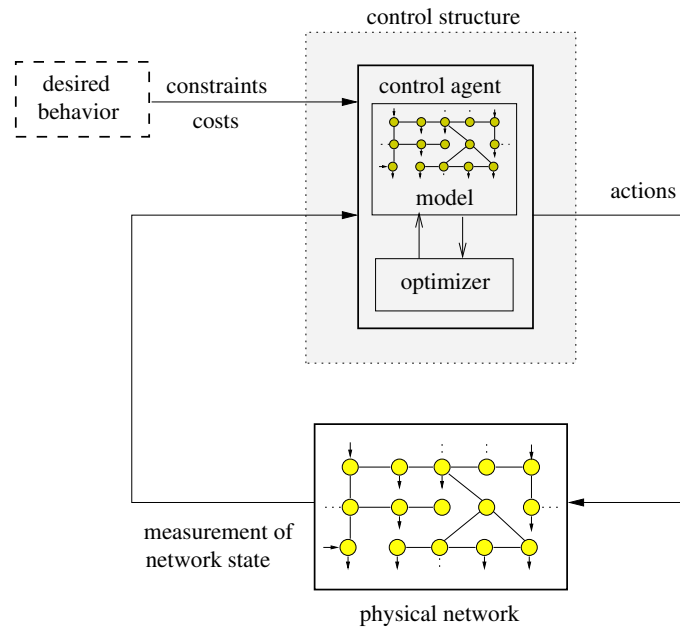 control structure
desired
behavior
constraints
costs
control agent
model
optimizer
actions
measurement of
network state
physical network